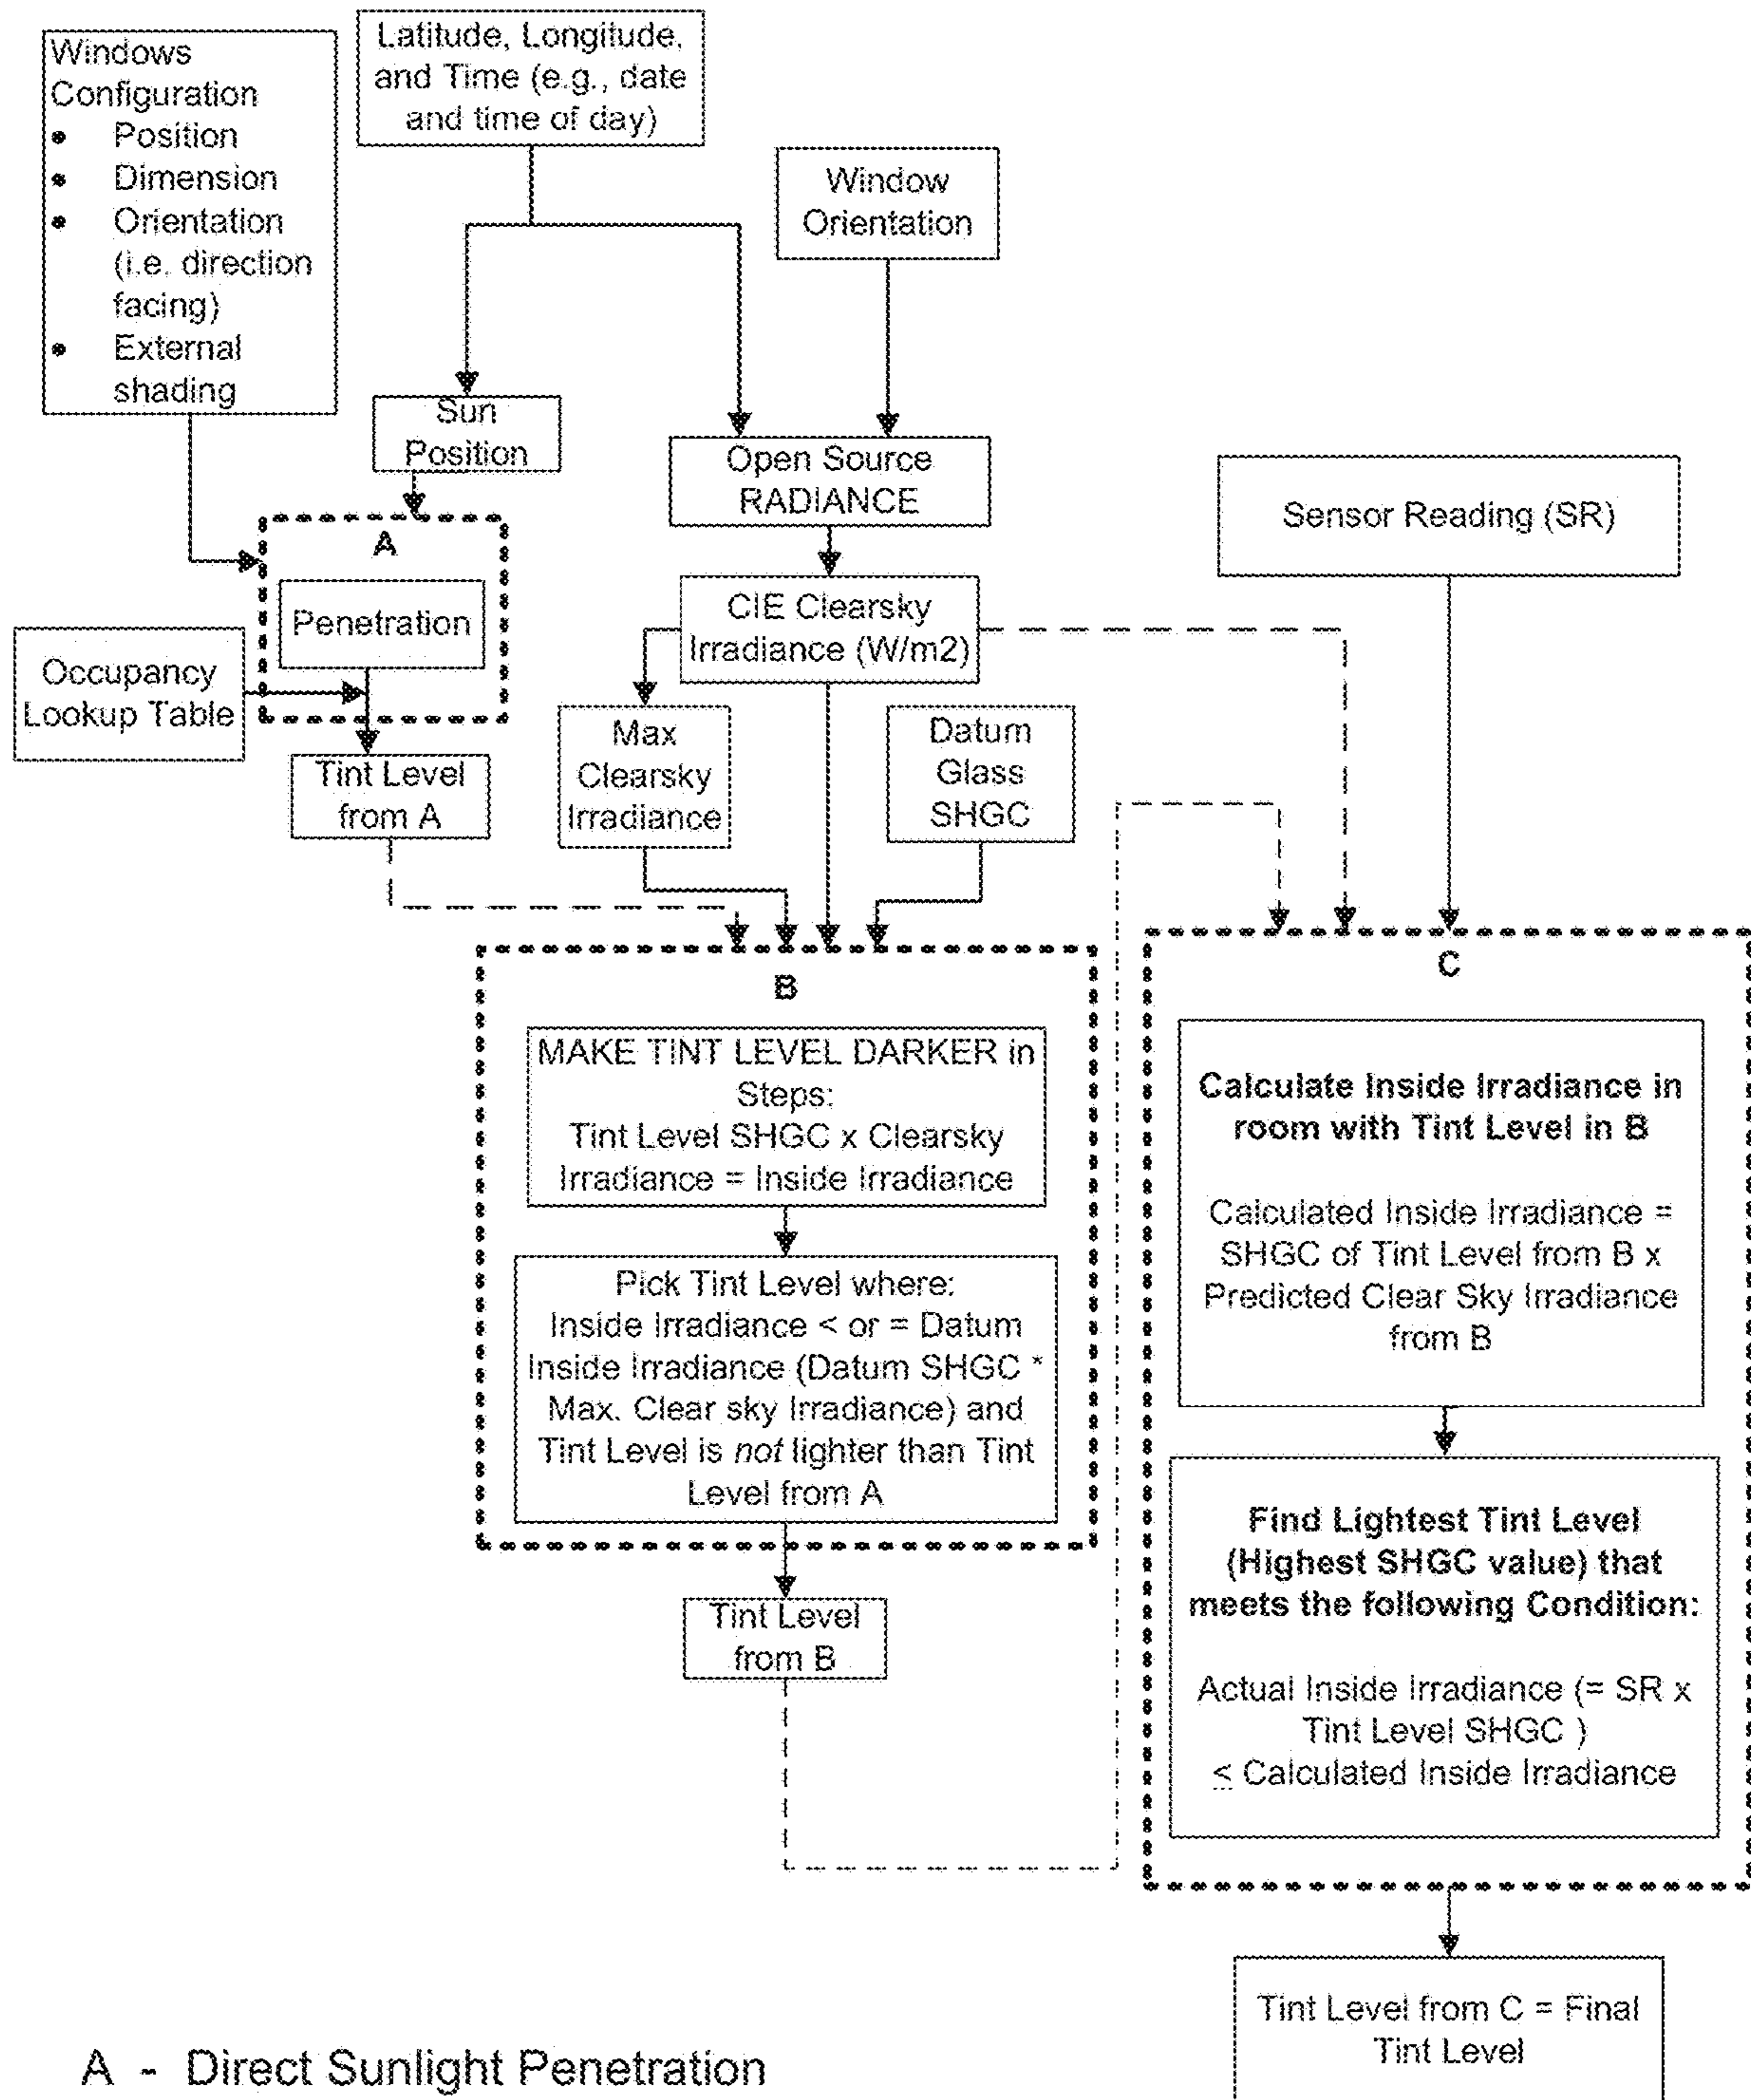 Windows
Configuration
• Position
• Dimension
• Orientation
(i.e. direction
facing)
• External
shading
Latitude, Longitude,
and Time (e.g., date
and time of day)
Window
Orientation
Sun
Position
Open Source
RADIANCE
Sensor Reading (SR)
A
Penetration
Occupancy
Lookup Table
Tint Level
from A
CIE Clearsky
Irradiance (W/m2)
Max
Clearsky
Irradiance
Datum
Glass
SHGC
B
MAKE TINT LEVEL DARKER in
Steps:
Tint Level SHGC x Clearsky
Irradiance = Inside Irradiance
Pick Tint Level where:
Inside Irradiance < or = Datum
Inside Irradiance (Datum SHGC *
Max. Clear sky Irradiance) and
Tint Level is not lighter than Tint
Level from A
Tint Level
from B
C
Calculate Inside Irradiance in
room with Tint Level in B
Calculated Inside Irradiance =
SHGC of Tint Level from B x
Predicted Clear Sky Irradiance
from B
Find Lightest Tint Level
(Highest SHGC value) that
meets the following Condition:
Actual Inside Irradiance (= SR x
Tint Level SHGC )
≤ Calculated Inside Irradiance
Tint Level from C = Final
Tint Level
A - Direct Sunlight Penetration